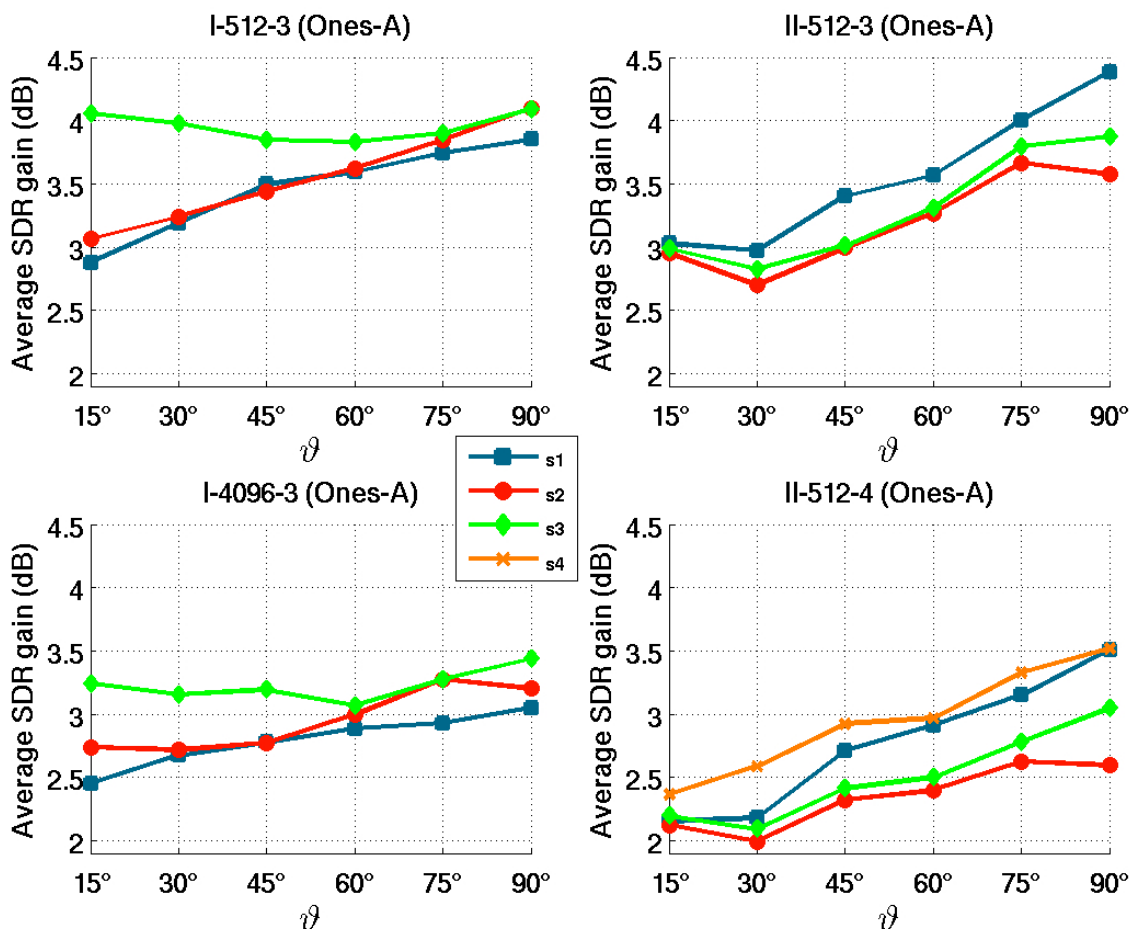 I-512-3 (Ones-A)
Average SDR gain (dB)
4.5
4
3.5
3
2.5
2
15° 30° 45° 60° 75° 90°
ϑ
II-512-3 (Ones-A)
Average SDR gain (dB)
4.5
4
3.5
3
2.5
2
15° 30° 45° 60° 75° 90°
ϑ
s1
s2
s3
s4
I-4096-3 (Ones-A)
Average SDR gain (dB)
4.5
4
3.5
3
2.5
2
15° 30° 45° 60° 75° 90°
ϑ
II-512-4 (Ones-A)
Average SDR gain (dB)
4.5
4
3.5
3
2.5
2
15° 30° 45° 60° 75° 90°
ϑ